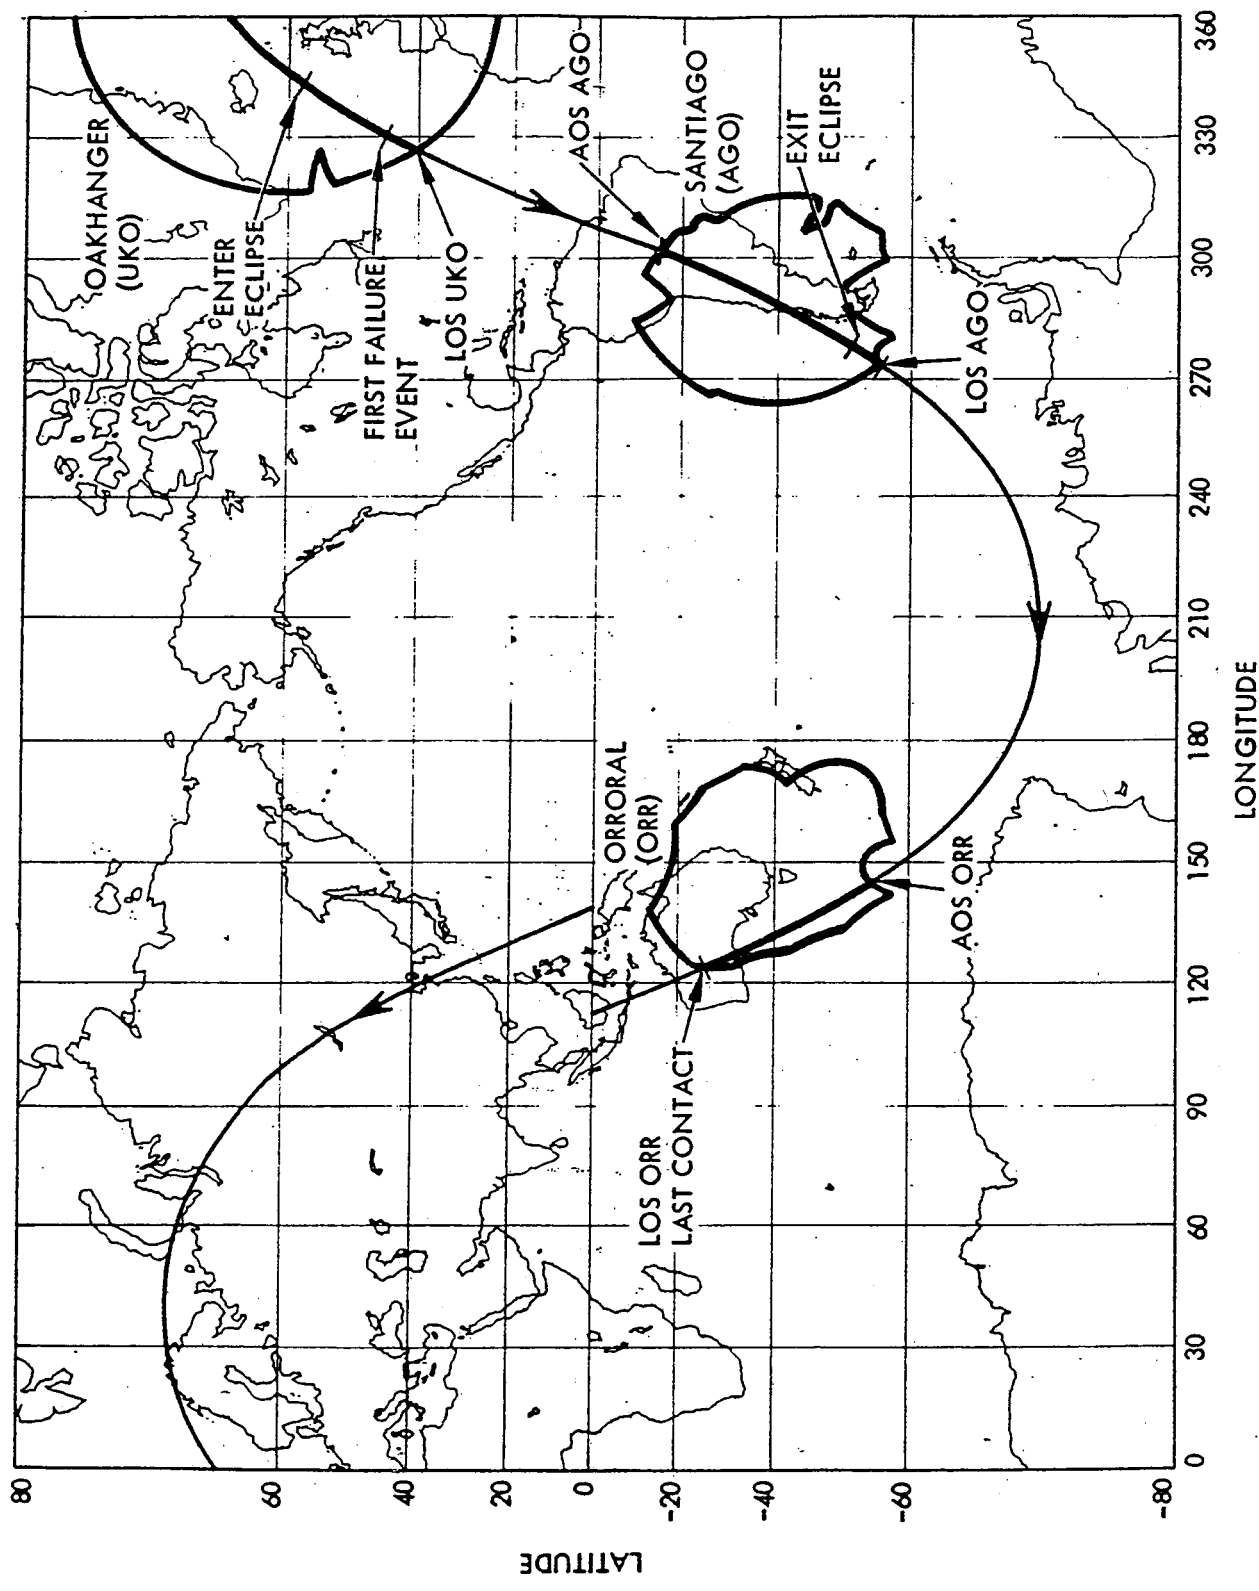 OAKHANGER
(UKO)
ENTER
ECLIPSE
FIRST FAILURE
EVENT
LOS UKO
AOS AGO
SANTIAGO
(AGO)
EXIT
ECLIPSE
LOS AGO
ORRORAL
(ORR)
AOS ORR
LOS ORR
LAST CONTACT
LATITUDE
80
60
40
20
0
-20
-40
-60
-80
0
30
60
90
120
150
180
210
240
270
300
330
360
LONGITUDE